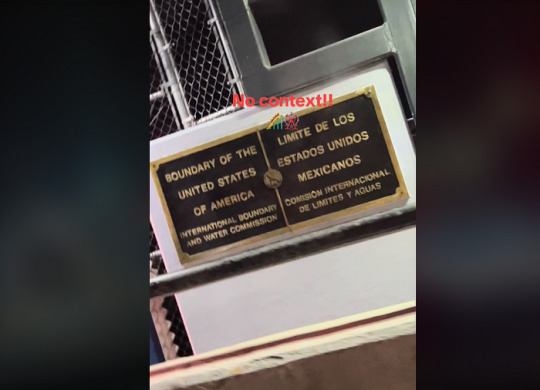 No context!!
BOUNDARY OF THE
UNITED STATES
OF AMERICA
INTERNATIONAL BOUNDARY
AND WATER COMMISSION
LIMITE DE LOS
ESTADOS UNIDOS
MEXICANOS
COMISIÓN INTERNACIONAL
DE LIMITES Y AGUAS